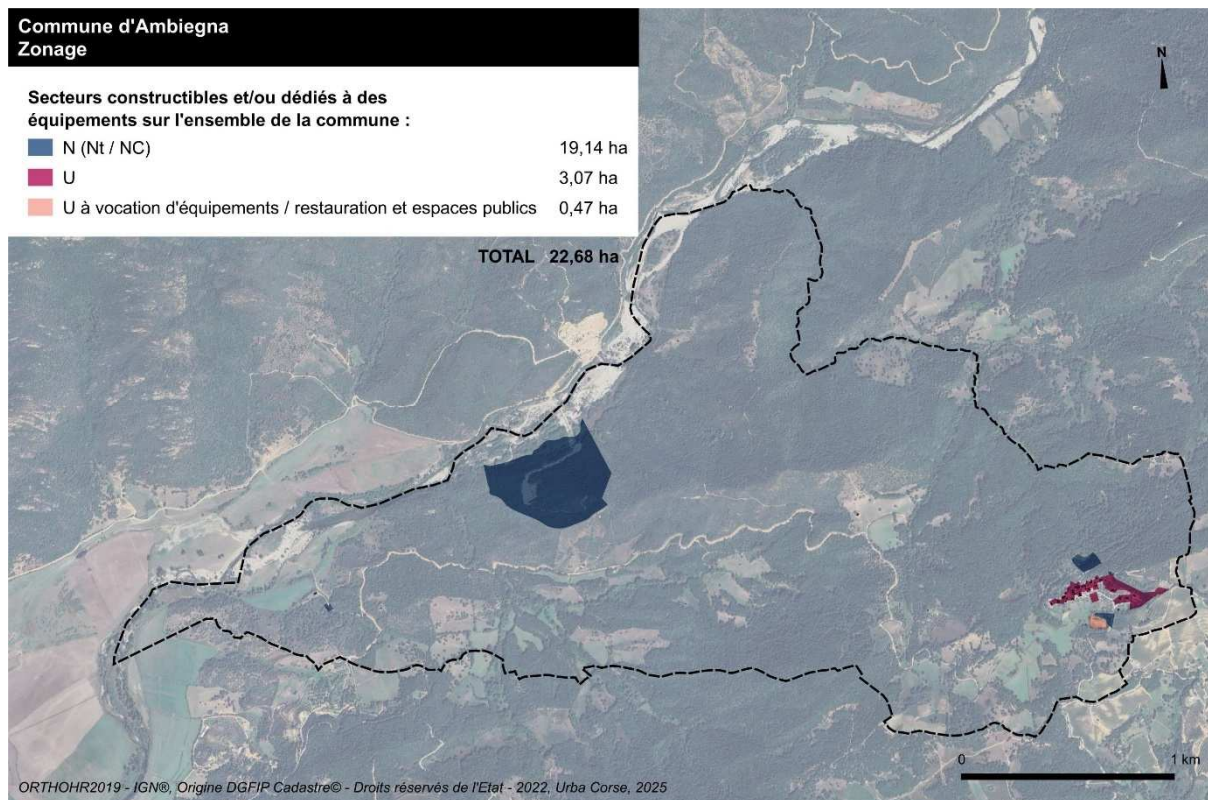 Commune d'Ambiegna
Zonage
Secteurs constructibles et/ou dédiés à des
équipements sur l'ensemble de la commune :
N (Nt / NC) 19,14 ha
U 3,07 ha
U à vocation d'équipements / restauration et espaces publics 0,47 ha
TOTAL 22,68 ha
N
0 1 km
ORTHOHR2019 - IGN®, Origine DGFIP Cadastre© - Droits réservés de l'Etat - 2022, Urba Corse, 2025